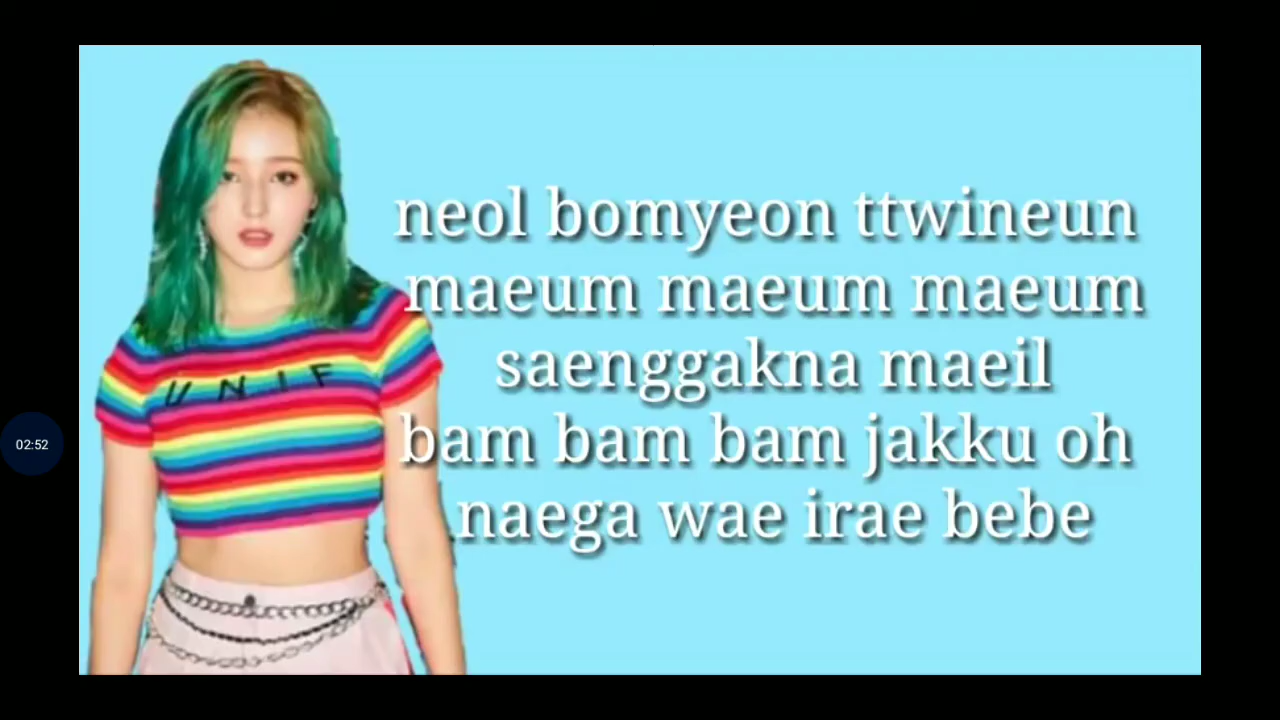 neol bomyeon ttwineun
maeum maeum maeum
saenggakna maeil
bam bam bam jakku oh
naega wae irae bebe
UNIF
02:52